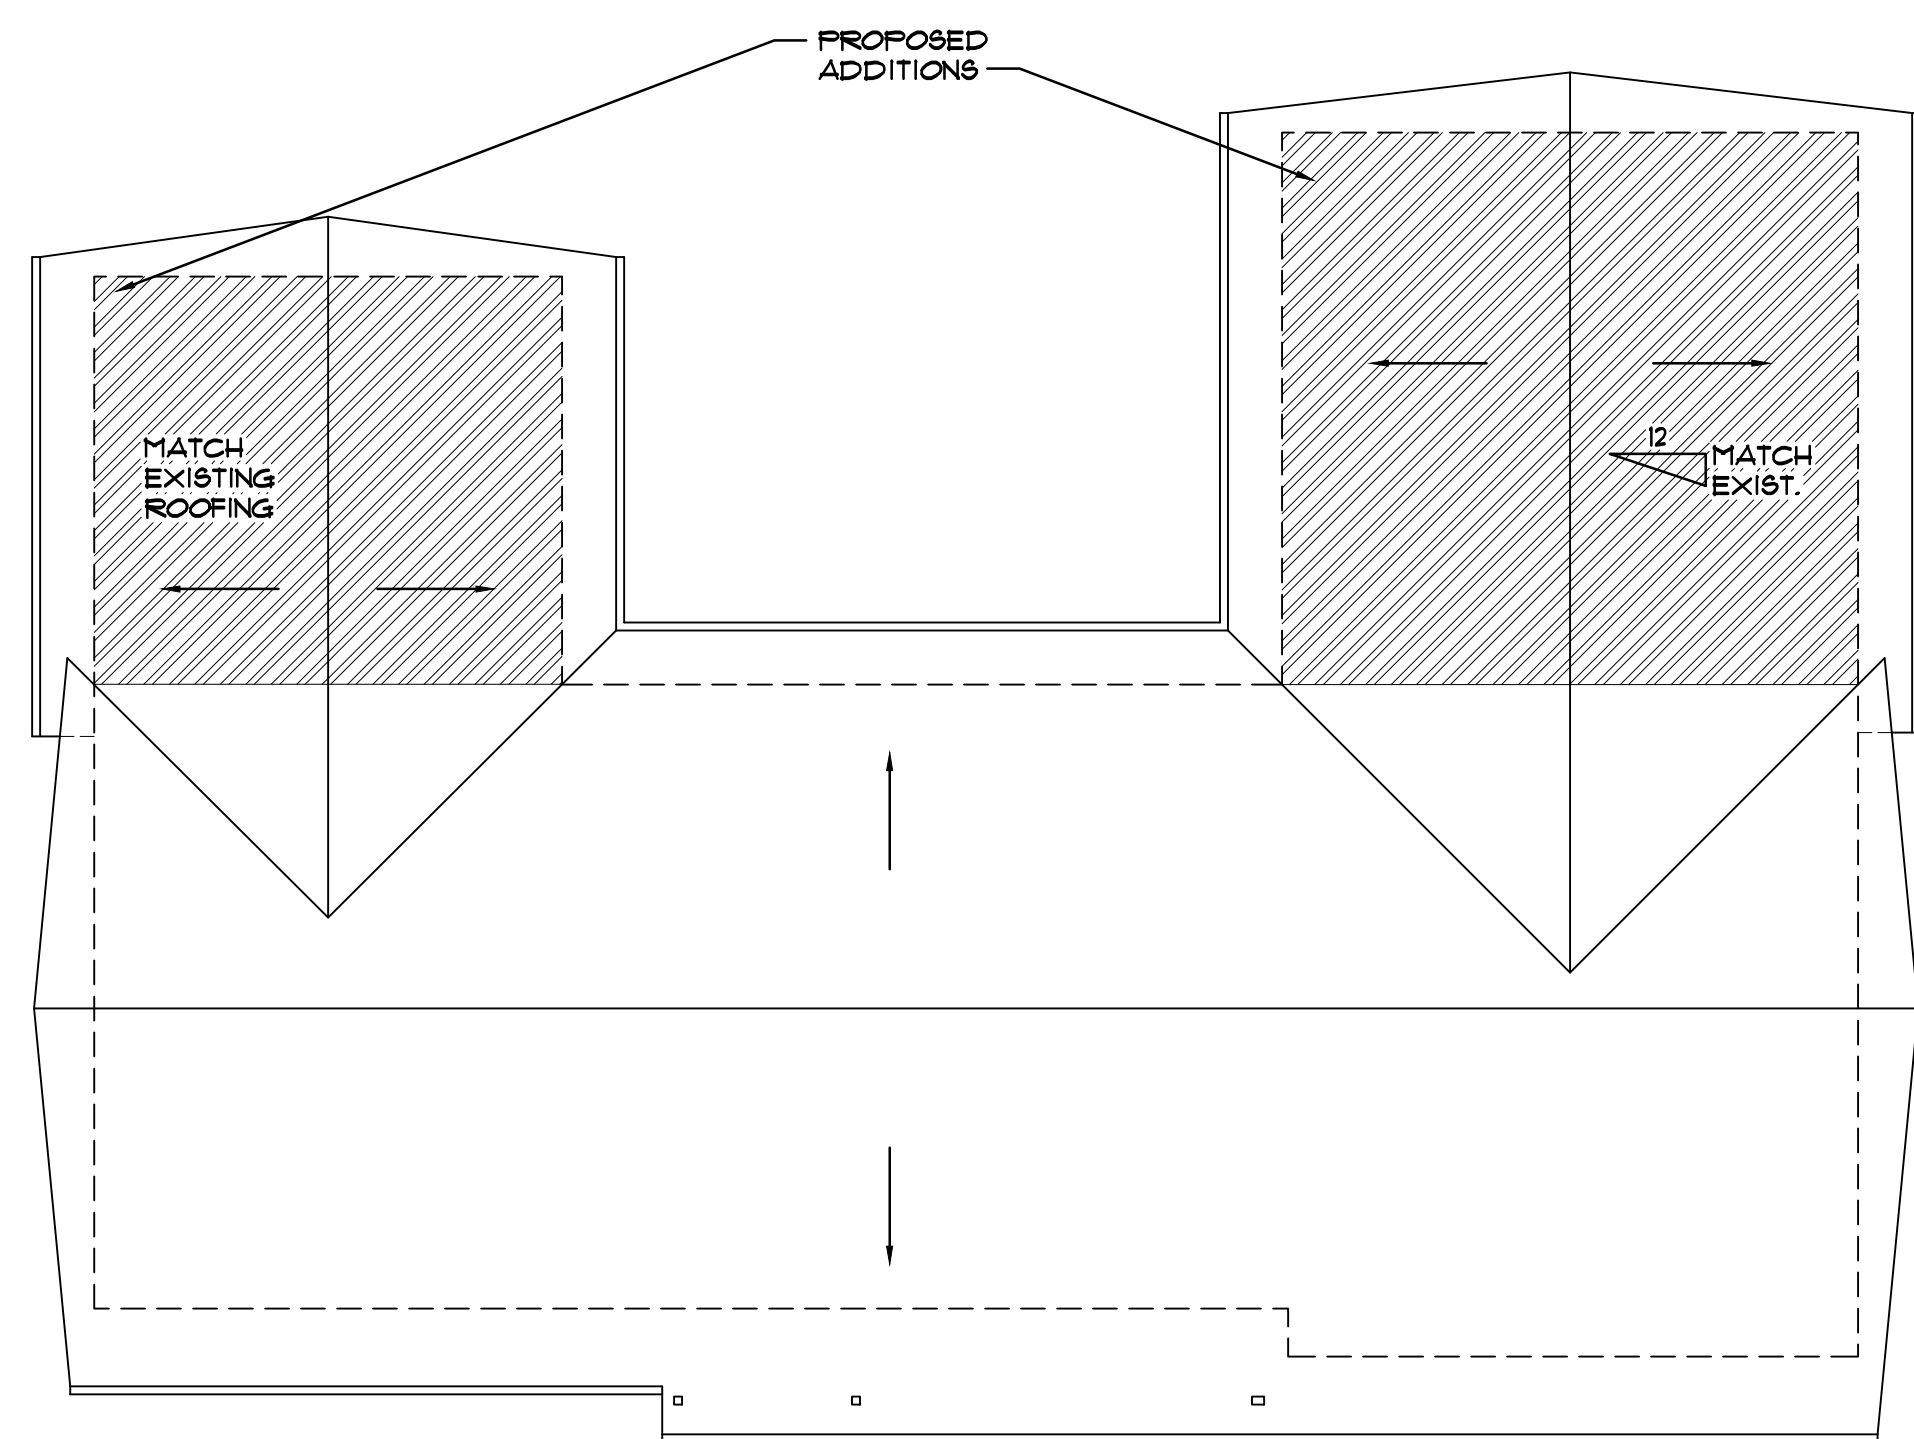 PROPOSED
ADDITIONS
MATCH
EXISTING
ROOFING
12
MATCH
EXIST.